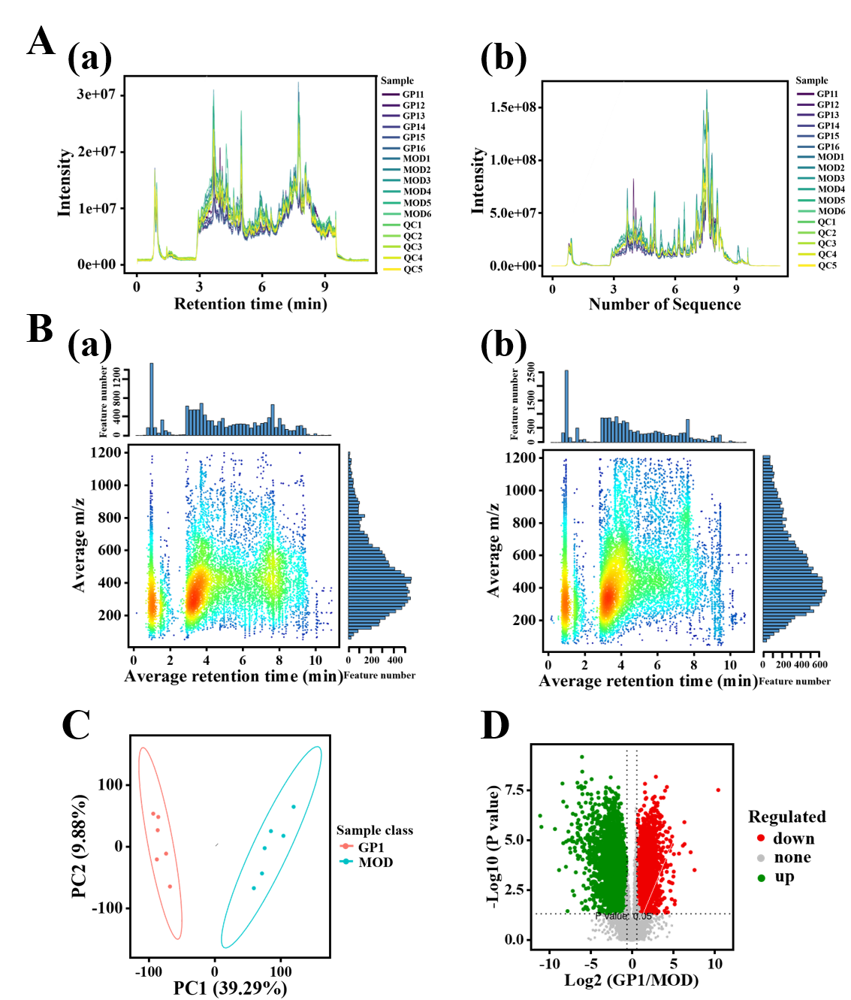 A
(a)
3e+07
2e+07
1e+07
0e+00
Intensity
0 3 6 9
Retention time (min)
Sample
GP11
GP12
GP13
GP14
GP15
GP16
MOD1
MOD2
MOD3
MOD4
MOD5
MOD6
QC1
QC2
QC3
QC4
QC5
(b)
1.5e+08
1.0e+08
5.0e+07
0.0e+00
Intensity
0 3 6 9
Number of Sequence
Sample
GP11
GP12
GP13
GP14
GP15
GP16
MOD1
MOD2
MOD3
MOD4
MOD5
MOD6
QC1
QC2
QC3
QC4
QC5
B
(a)
Feature number
0 400 800 1200
1200
1000
800
600
400
200
Average m/z
0 2 4 6 8 10
Average retention time (min)
0 200 400
Feature number
(b)
Feature number
0 500 1500 2500
1200
1000
800
600
400
200
Average m/z
0 2 4 6 8 10
Average retention time (min)
0 200 400 600
Feature number
C
100
0
-100
PC2 (9.88%)
-100 0 100
PC1 (39.29%)
Sample class
GP1
MOD
D
7.5
5.0
2.5
0.0
-Log10 (P value)
P value: 0.05
-10 -5 0 5 10
Log2 (GP1/MOD)
Regulated
down
none
up